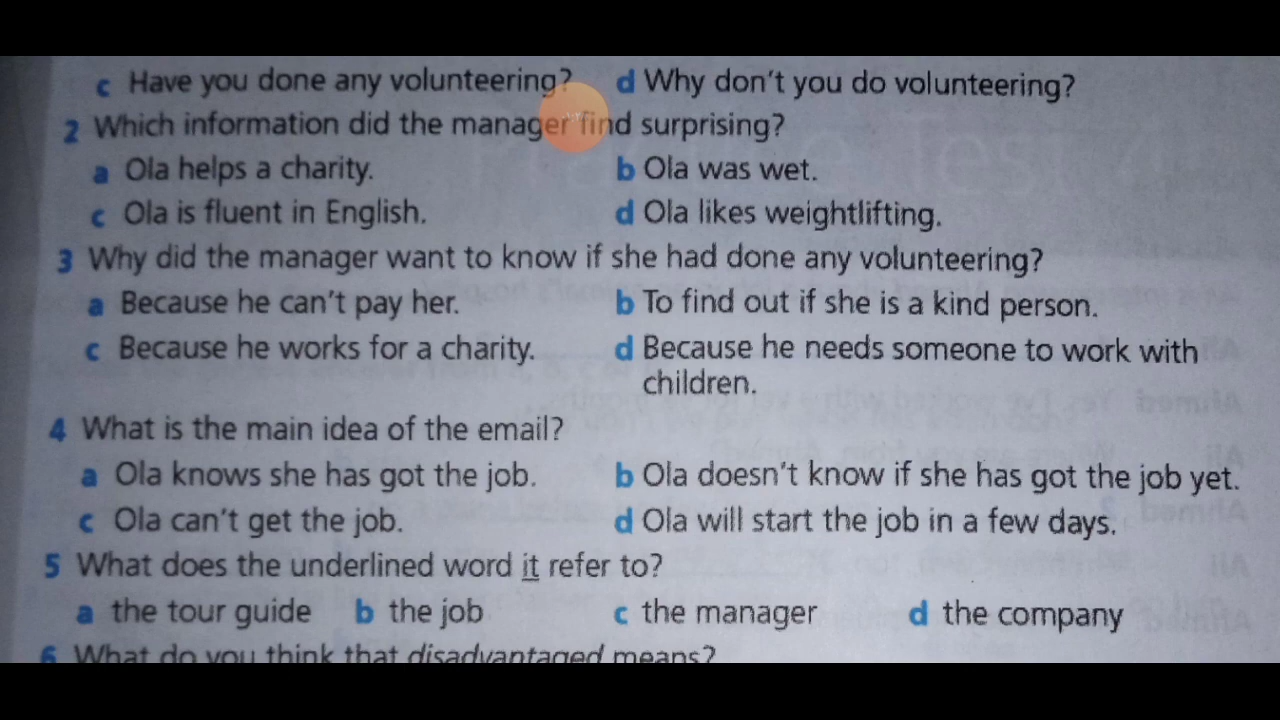 c Have you done any volunteering? d Why don't you do volunteering?
2 Which information did the manager find surprising?
a Ola helps a charity. b Ola was wet.
c Ola is fluent in English. d Ola likes weightlifting.
3 Why did the manager want to know if she had done any volunteering?
a Because he can't pay her. b To find out if she is a kind person.
c Because he works for a charity. d Because he needs someone to work with
children.
4 What is the main idea of the email?
a Ola knows she has got the job. b Ola doesn't know if she has got the job yet.
c Ola can't get the job. d Ola will start the job in a few days.
5 What does the underlined word it refer to?
a the tour guide b the job c the manager d the company
6 What do you think that disadvantaged means?